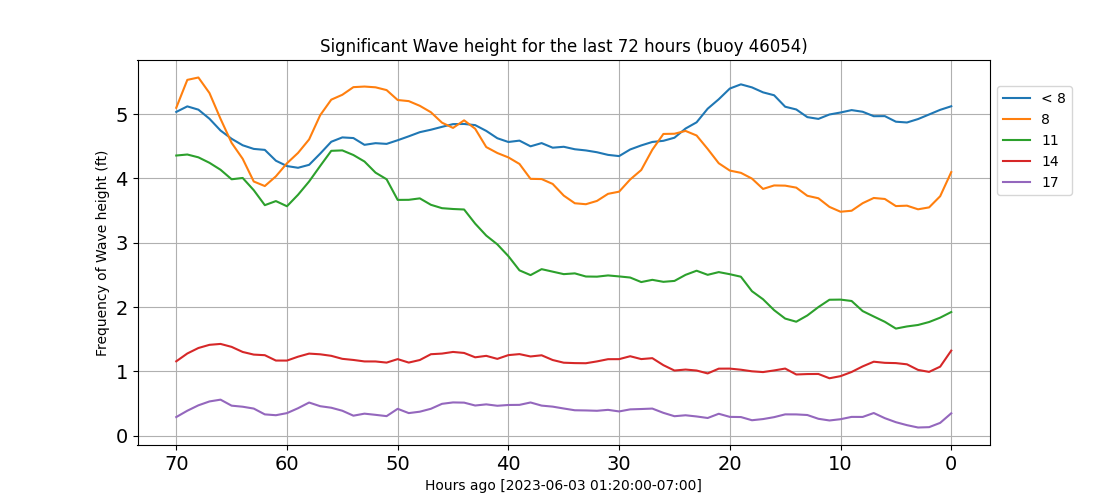 Significant Wave height for the last 72 hours (buoy 46054)
Frequency of Wave height (ft)
5
4
3
2
1
0
70 60 50 40 30 20 10 0
Hours ago [2023-06-03 01:20:00-07:00]
< 8
8
11
14
17